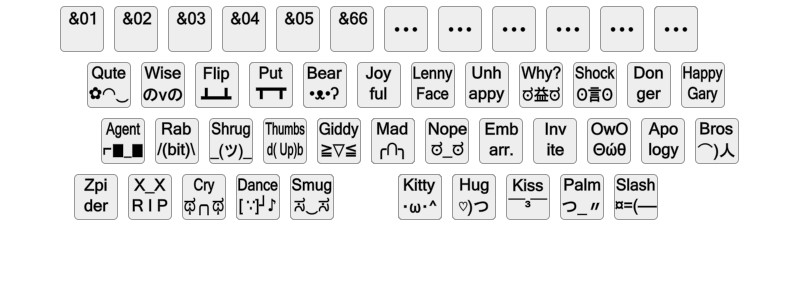 &01 &02 &03 &04 &05 &66 ... ... ... ... ... ...
Qute Wise Flip Put Bear Joy Lenny Unh Why? Shock Don Happy
✿◠‿ のvの ┻━┻ ┳━┳ •ᴥ•ʔ ful Face appy ಠ益ಠ ʘ言ʘ ger Gary
Agent Rab Shrug Thumbs Giddy Mad Nope Emb Inv OwO Apo Bros
⌐■_■ /(bit)\ _(ツ)_ d( Up)b ≧▽≦ ╭∩╮ ಠ_ಠ arr. ite Θώθ logy ⌒)人
Zpi X_X Cry Dance Smug Kitty Hug Kiss Palm Slash
der R I P ಥ╭╮ಥ [ ∵]┘♪ ಸ‿ಸ ･ω･^ ♡)つ ￣³￣ つ_〃 ¤=(—